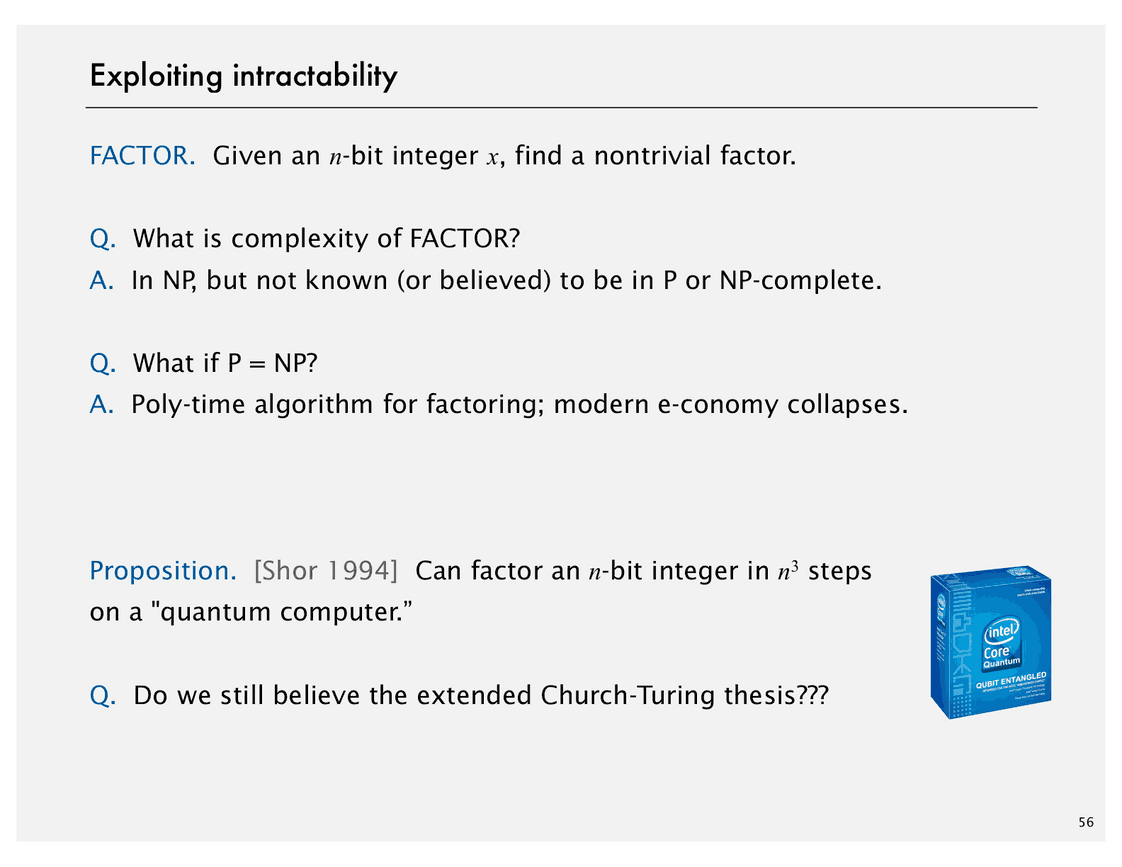 Exploiting intractability
FACTOR. Given an n-bit integer x, find a nontrivial factor.
Q. What is complexity of FACTOR?
A. In NP, but not known (or believed) to be in P or NP-complete.
Q. What if P = NP?
A. Poly-time algorithm for factoring; modern e-conomy collapses.
Proposition. [Shor 1994] Can factor an n-bit integer in n³ steps
on a "quantum computer.”
Q. Do we still believe the extended Church-Turing thesis???
intel
Core
Quantum
QUBIT ENTANGLED
56